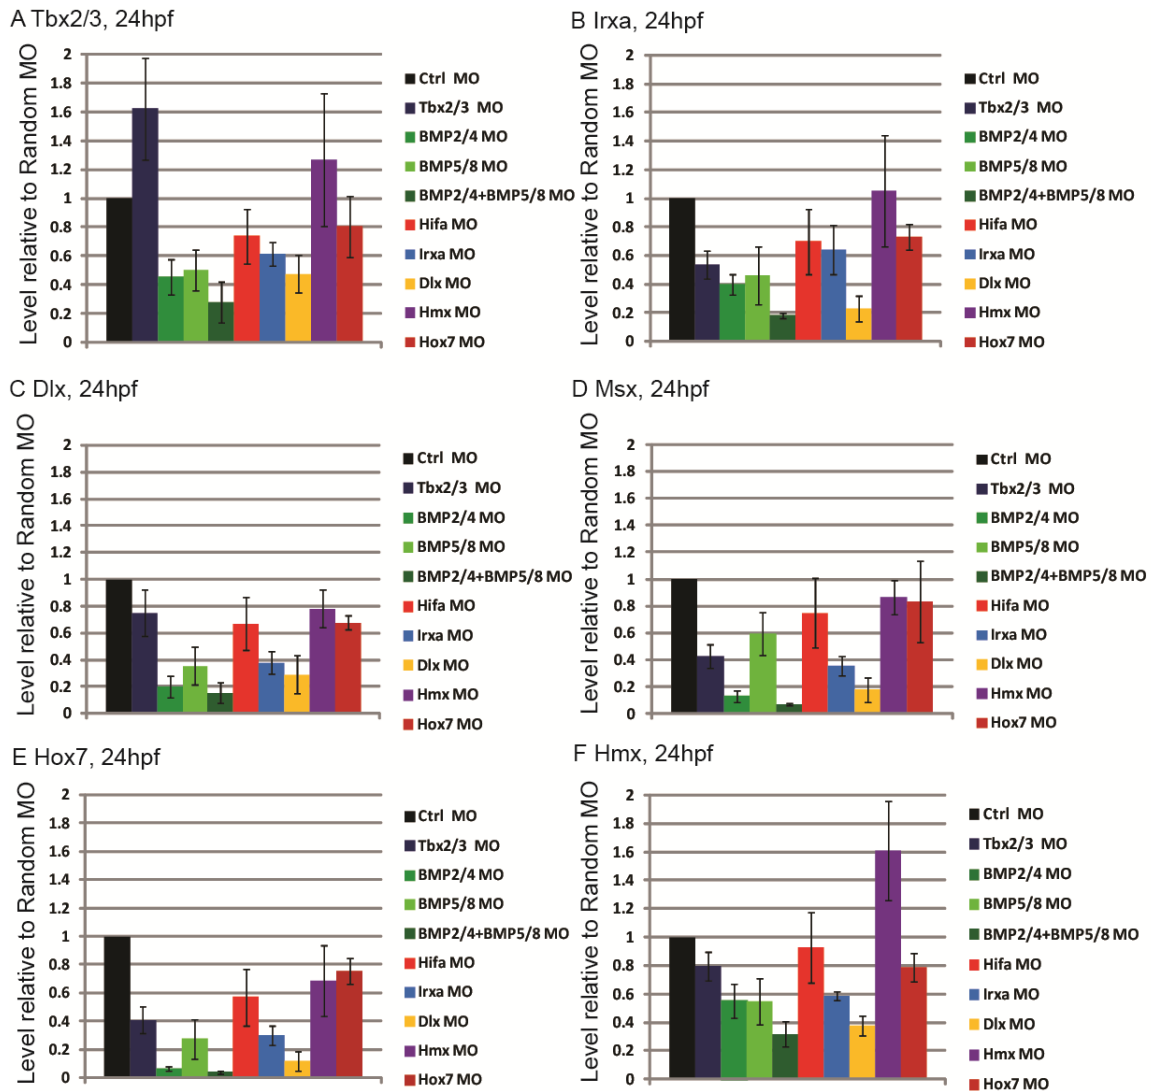 A Tbx2/3, 24hpf
Level relative to Random MO
2
1.8
1.6
1.4
1.2
1
0.8
0.6
0.4
0.2
0
Ctrl MO
Tbx2/3 MO
BMP2/4 MO
BMP5/8 MO
BMP2/4+BMP5/8 MO
Hifa MO
Irxa MO
Dlx MO
Hmx MO
Hox7 MO
B Irxa, 24hpf
Level relative to Random MO
2
1.8
1.6
1.4
1.2
1
0.8
0.6
0.4
0.2
0
Ctrl MO
Tbx2/3 MO
BMP2/4 MO
BMP5/8 MO
BMP2/4+BMP5/8 MO
Hifa MO
Irxa MO
Dlx MO
Hmx MO
Hox7 MO
C Dlx, 24hpf
Level relative to Random MO
2
1.8
1.6
1.4
1.2
1
0.8
0.6
0.4
0.2
0
Ctrl MO
Tbx2/3 MO
BMP2/4 MO
BMP5/8 MO
BMP2/4+BMP5/8 MO
Hifa MO
Irxa MO
Dlx MO
Hmx MO
Hox7 MO
D Msx, 24hpf
Level relative to Random MO
2
1.8
1.6
1.4
1.2
1
0.8
0.6
0.4
0.2
0
Ctrl MO
Tbx2/3 MO
BMP2/4 MO
BMP5/8 MO
BMP2/4+BMP5/8 MO
Hifa MO
Irxa MO
Dlx MO
Hmx MO
Hox7 MO
E Hox7, 24hpf
Level relative to Random MO
2
1.8
1.6
1.4
1.2
1
0.8
0.6
0.4
0.2
0
Ctrl MO
Tbx2/3 MO
BMP2/4 MO
BMP5/8 MO
BMP2/4+BMP5/8 MO
Hifa MO
Irxa MO
Dlx MO
Hmx MO
Hox7 MO
F Hmx, 24hpf
Level relative to Random MO
2
1.8
1.6
1.4
1.2
1
0.8
0.6
0.4
0.2
0
Ctrl MO
Tbx2/3 MO
BMP2/4 MO
BMP5/8 MO
BMP2/4+BMP5/8 MO
Hifa MO
Irxa MO
Dlx MO
Hmx MO
Hox7 MO